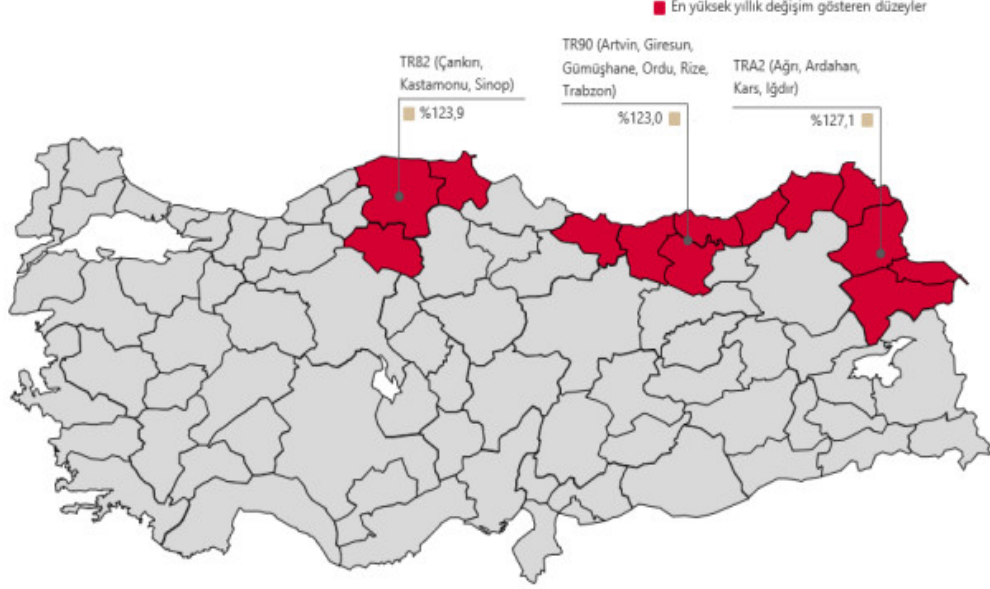 En yüksek yıllık değişim gösteren düzeyler
TR82 (Çankırı,
Kastamonu, Sinop)
%123,9
TR90 (Artvin, Giresun,
Gümüşhane, Ordu, Rize,
Trabzon)
%123,0
TRA2 (Ağrı, Ardahan,
Kars, Iğdır)
%127,1